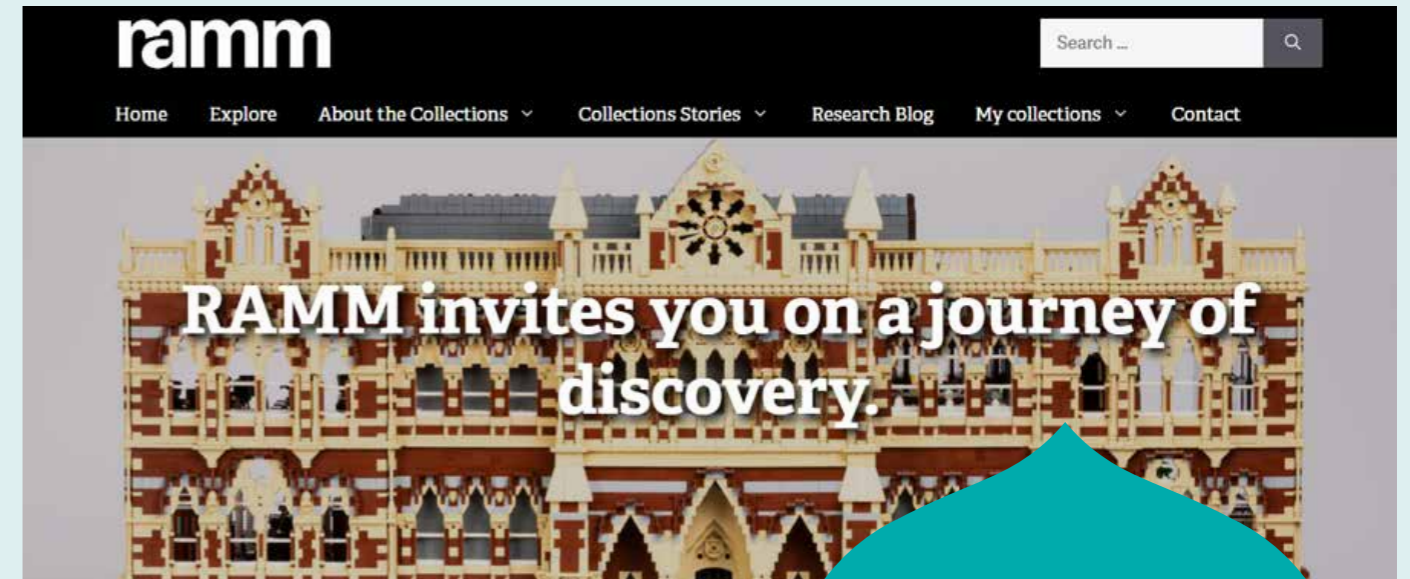 ramm
Search ...
Home Explore About the Collections Collections Stories Research Blog My collections Contact
RAMM invites you on a journey of
discovery.